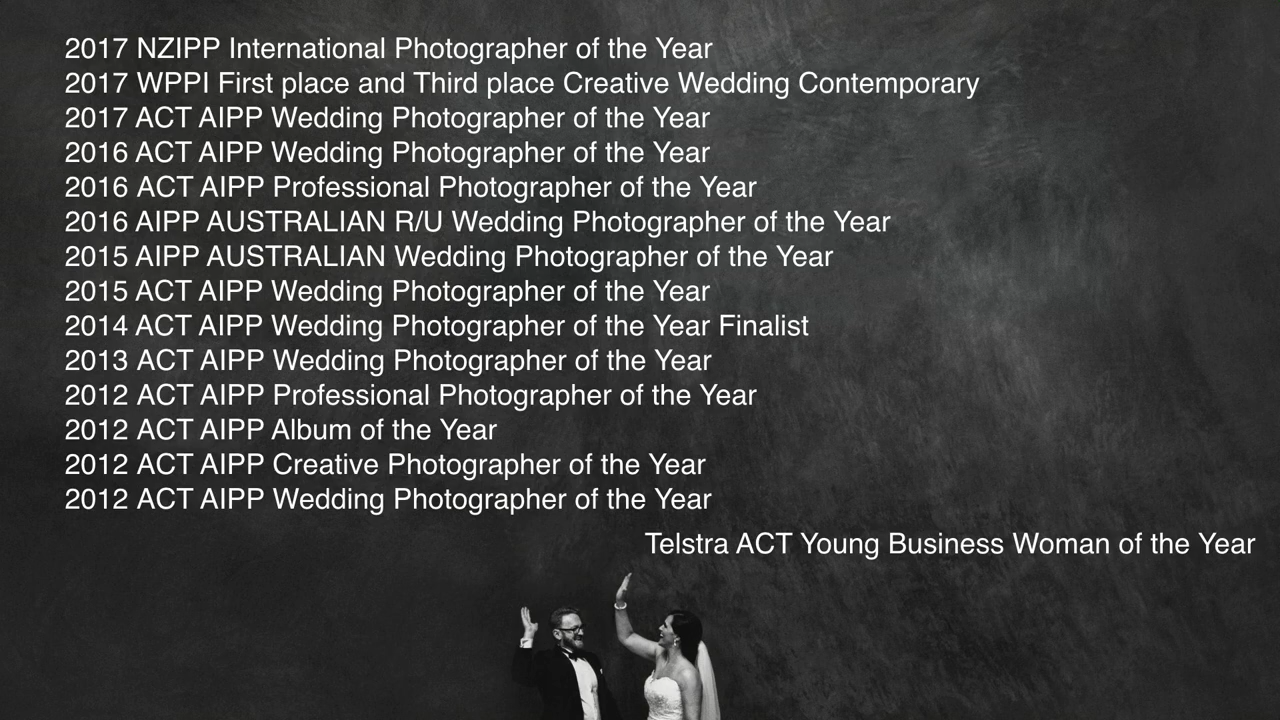 2017 NZIPP International Photographer of the Year
2017 WPPI First place and Third place Creative Wedding Contemporary
2017 ACT AIPP Wedding Photographer of the Year
2016 ACT AIPP Wedding Photographer of the Year
2016 ACT AIPP Professional Photographer of the Year
2016 AIPP AUSTRALIAN R/U Wedding Photographer of the Year
2015 AIPP AUSTRALIAN Wedding Photographer of the Year
2015 ACT AIPP Wedding Photographer of the Year
2014 ACT AIPP Wedding Photographer of the Year Finalist
2013 ACT AIPP Wedding Photographer of the Year
2012 ACT AIPP Professional Photographer of the Year
2012 ACT AIPP Album of the Year
2012 ACT AIPP Creative Photographer of the Year
2012 ACT AIPP Wedding Photographer of the Year
Telstra ACT Young Business Woman of the Year